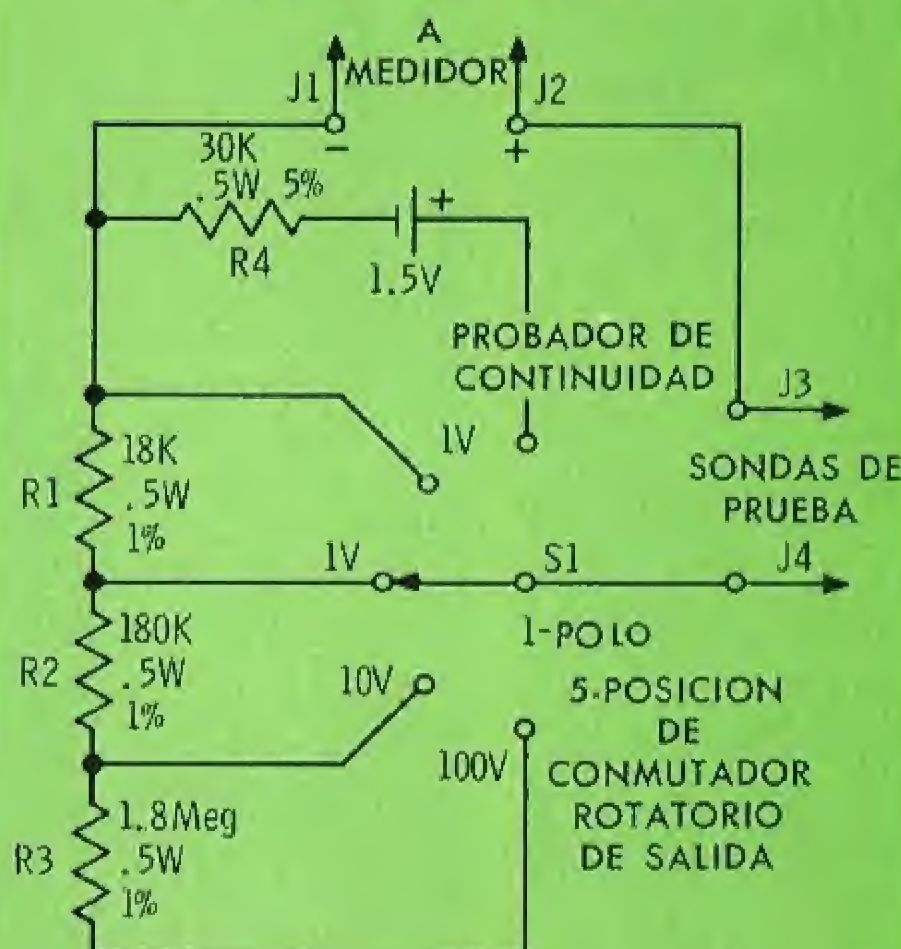 A
MEDIDOR
J1
J2
−
+
30K
.5W 5%
R4
+
1.5V
PROBADOR DE
CONTINUIDAD
J3
1V
SONDAS DE
PRUEBA
R1
18K
.5W
1%
1V
S1
J4
1-POLO
5-POSICION
DE
CONMUTADOR
ROTATORIO
DE SALIDA
R2
180K
.5W
1%
10V
100V
R3
1.8Meg
.5W
1%